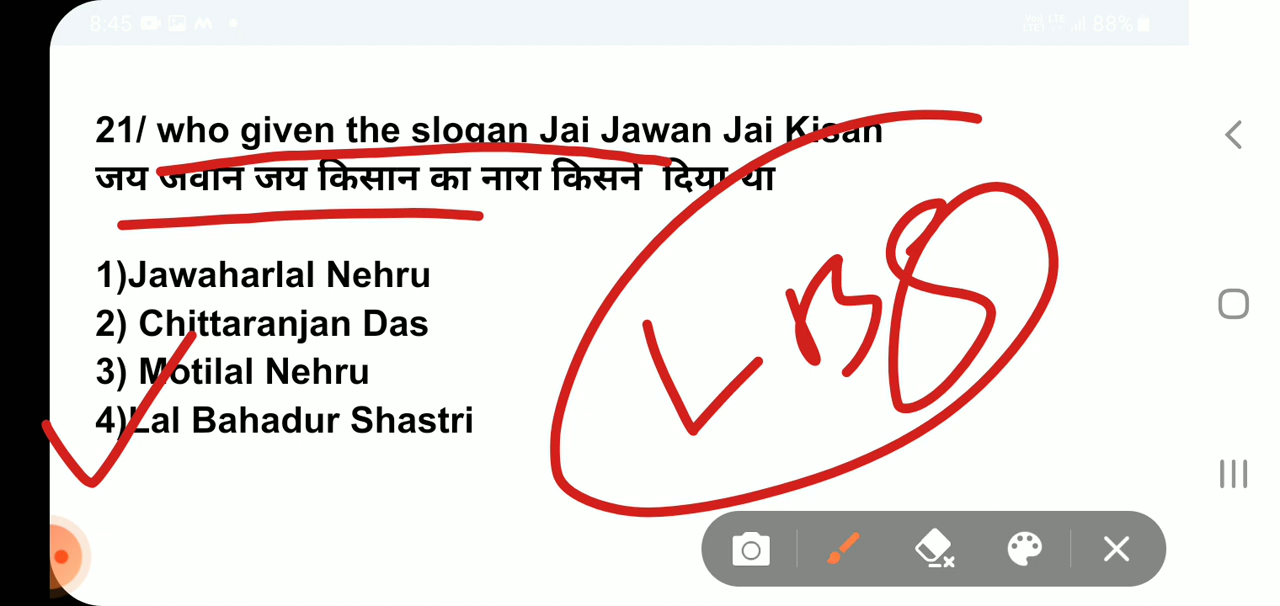 8:45 88%
21/ who given the slogan Jai Jawan Jai Kisan
जय जवान जय किसान का नारा किसने दिया था
1)Jawaharlal Nehru
2) Chittaranjan Das
3) Motilal Nehru
4)Lal Bahadur Shastri
LBS